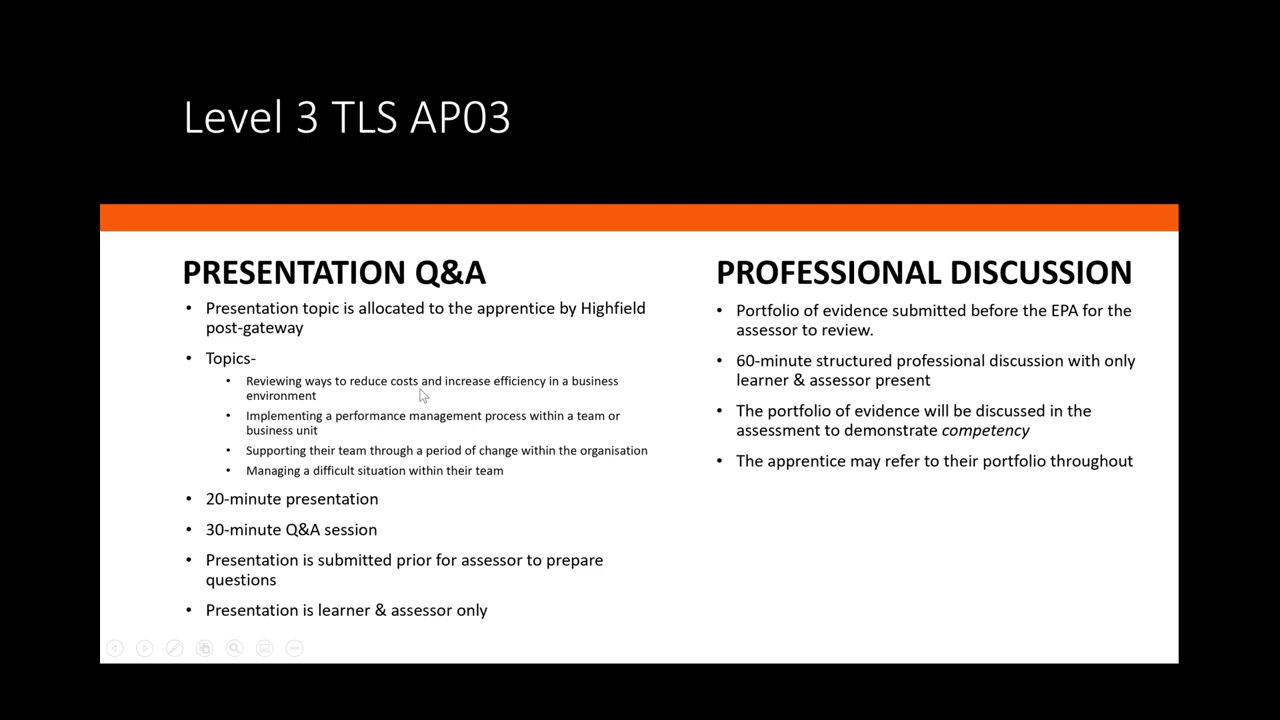 Level 3 TLS AP03
PRESENTATION Q&A
• Presentation topic is allocated to the apprentice by Highfield
post-gateway
• Topics-
• Reviewing ways to reduce costs and increase efficiency in a business
environment
• Implementing a performance management process within a team or
business unit
• Supporting their team through a period of change within the organisation
• Managing a difficult situation within their team
• 20-minute presentation
• 30-minute Q&A session
• Presentation is submitted prior for assessor to prepare
questions
• Presentation is learner & assessor only
PROFESSIONAL DISCUSSION
• Portfolio of evidence submitted before the EPA for the
assessor to review.
• 60-minute structured professional discussion with only
learner & assessor present
• The portfolio of evidence will be discussed in the
assessment to demonstrate competency
• The apprentice may refer to their portfolio throughout